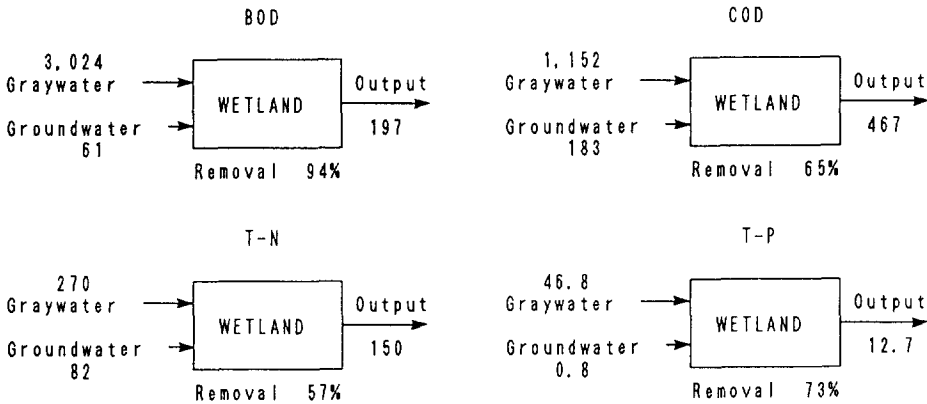 BOD
3,024
Graywater
Groundwater
61
WETLAND
Output
197
Removal 94%
COD
1,152
Graywater
Groundwater
183
WETLAND
Output
467
Removal 65%
T-N
270
Graywater
Groundwater
82
WETLAND
Output
150
Removal 57%
T-P
46.8
Graywater
Groundwater
0.8
WETLAND
Output
12.7
Removal 73%